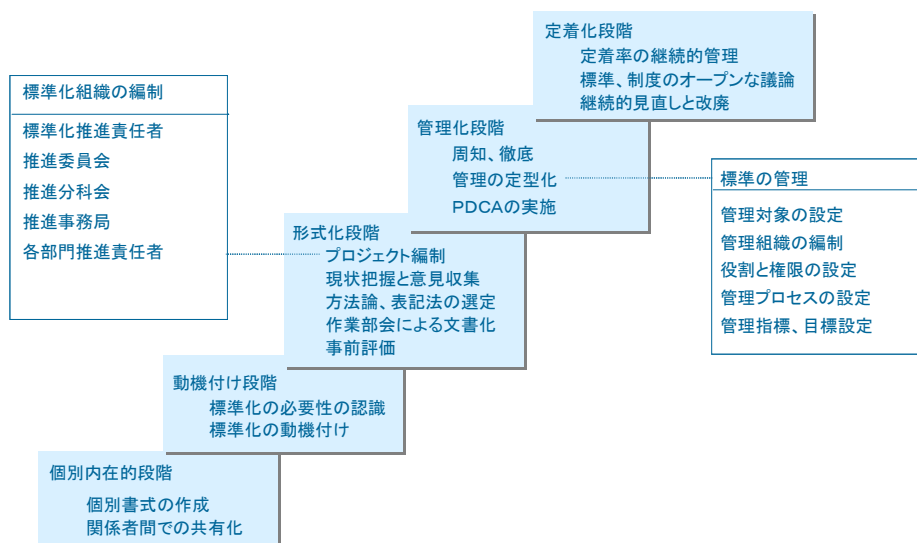 定着化段階
定着率の継続的管理
標準、制度のオープンな議論
継続的見直しと改廃
標準化組織の編制
標準化推進責任者
推進委員会
推進分科会
推進事務局
各部門推進責任者
管理化段階
周知、徹底
管理の定型化
PDCAの実施
標準の管理
管理対象の設定
管理組織の編制
役割と権限の設定
管理プロセスの設定
管理指標、目標設定
形式化段階
プロジェクト編制
現状把握と意見収集
方法論、表記法の選定
作業部会による文書化
事前評価
動機付け段階
標準化の必要性の認識
標準化の動機付け
個別内在的段階
個別書式の作成
関係者間での共有化